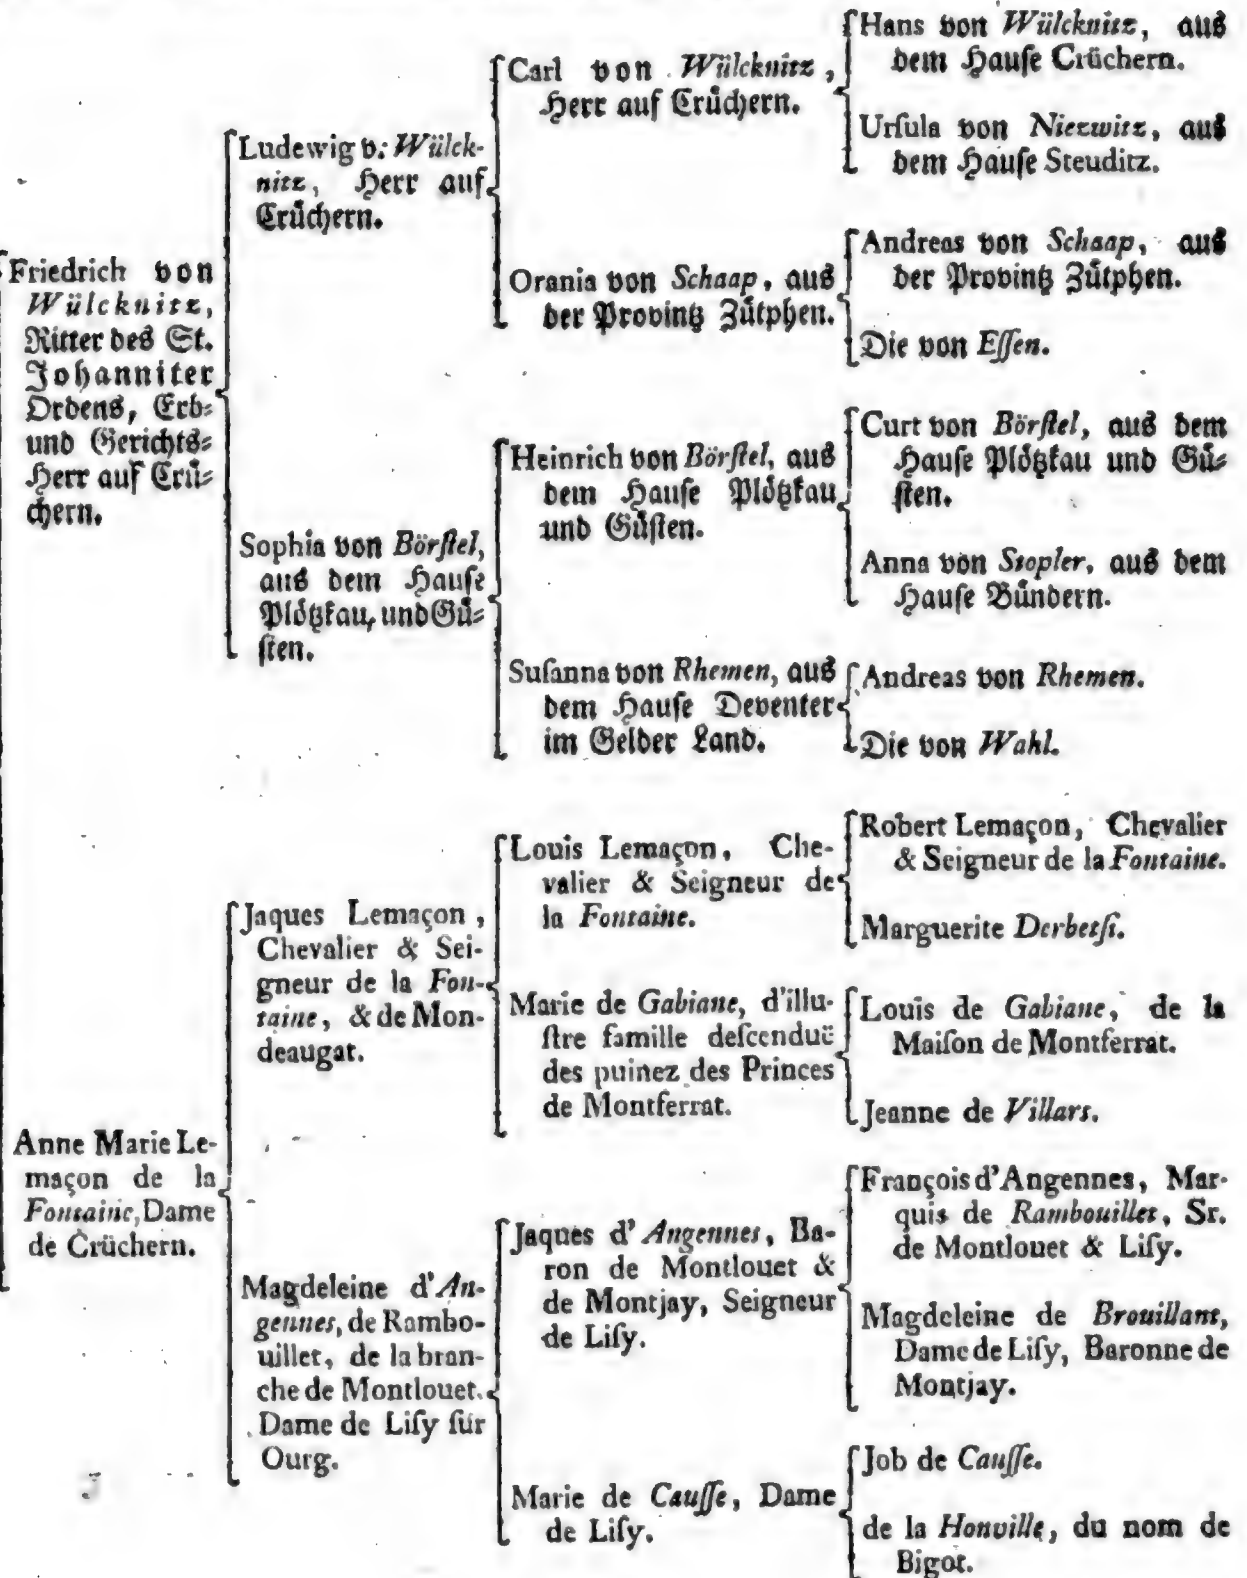 Friedrich von
Wülcknitz,
Ritter des St.
Johanniter
Ordens, Erb-
und Gerichts-
Herr auf Crü-
chern.
Anne Marie Le-
maçon de la
Fontaine, Dame
de Crüchern.
Ludewig v. Wülck-
nitz, Herr auf
Crüchern.
Sophia von Börſtel,
aus dem Hauſe
Plötzkau, und Gü-
ſten.
Jaques Lemaçon,
Chevalier & Sei-
gneur de la Fon-
taine, & de Mon-
deaugat.
Magdeleine d'An-
gennes, de Rambo-
uillet, de la bran-
che de Montlouet.
Dame de Liſy ſur
Ourg.
Carl von Wülcknitz,
Herr auf Crüchern.
Orania von Schaap, aus
der Provintz Zütphen.
Heinrich von Börſtel, aus
dem Hauſe Plötzkau
und Güſten.
Suſanna von Rhemen, aus
dem Hauſe Deventer
im Gelder Land.
Louis Lemaçon, Che-
valier & Seigneur de
la Fontaine.
Marie de Gabiane, d'illu-
ſtre famille deſcenduë
des puinez des Princes
de Montferrat.
Jaques d'Angennes, Ba-
ron de Montlouet &
de Montjay, Seigneur
de Liſy.
Marie de Cauſſe, Dame
de Liſy.
Hans von Wülcknitz, aus
dem Hauſe Crüchern.
Urſula von Niezwitz, aus
dem Hauſe Steuditz.
Andreas von Schaap, aus
der Provintz Zütphen.
Die von Eſſen.
Curt von Börſtel, aus dem
Hauſe Plötzkau und Gü-
ſten.
Anna von Stopler, aus dem
Hauſe Bündern.
Andreas von Rhemen.
Die von Wahl.
Robert Lemaçon, Chevalier
& Seigneur de la Fontaine.
Marguerite Derbetſi.
Louis de Gabiane, de la
Maiſon de Montferrat.
Jeanne de Villars.
François d'Angennes, Mar-
quis de Rambouillet, Sr.
de Montlouet & Liſy.
Magdeleine de Brouillant,
Dame de Liſy, Baronne de
Montjay.
Job de Cauſſe.
de la Honville, du nom de
Bigot.